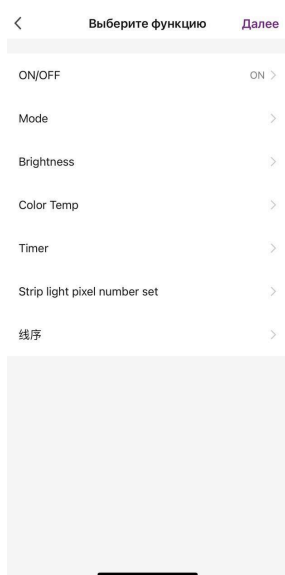 Выберите функцию
Далее
ON/OFF
ON
Mode
Brightness
Color Temp
Timer
Strip light pixel number set
线序